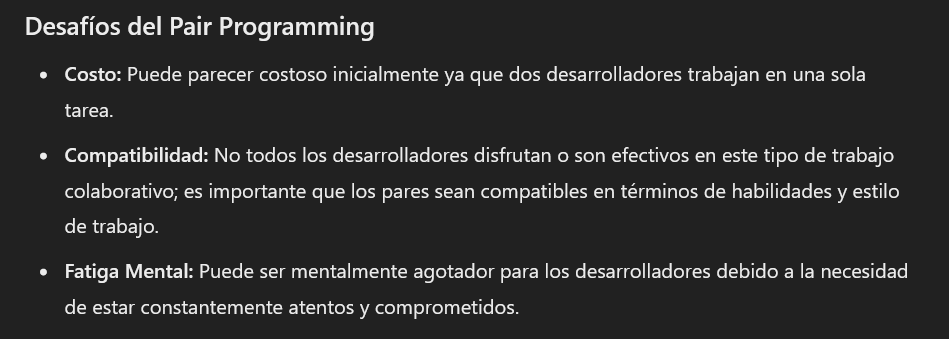 Desafíos del Pair Programming
• Costo: Puede parecer costoso inicialmente ya que dos desarrolladores trabajan en una sola
tarea.
• Compatibilidad: No todos los desarrolladores disfrutan o son efectivos en este tipo de trabajo
colaborativo; es importante que los pares sean compatibles en términos de habilidades y estilo
de trabajo.
• Fatiga Mental: Puede ser mentalmente agotador para los desarrolladores debido a la necesidad
de estar constantemente atentos y comprometidos.